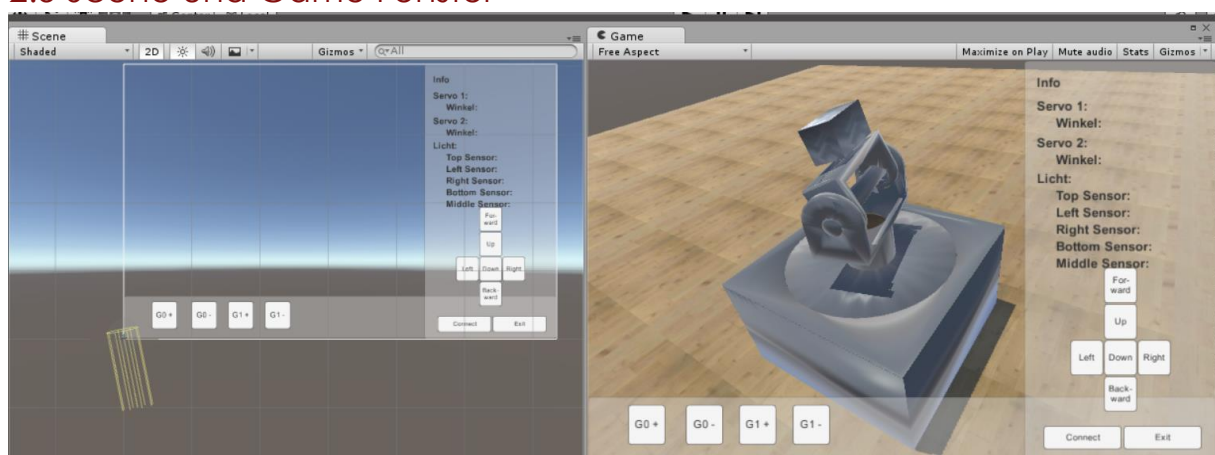 Scene
Shaded 2D Gizmos All
Info
Servo 1:
Winkel:
Servo 2:
Winkel:
Licht:
Top Sensor:
Left Sensor:
Right Sensor:
Bottom Sensor:
Middle Sensor:
For-
ward
Up
Left Down Right
Back-
ward
G0 + G0 - G1 + G1 -
Connect Exit
Game
Free Aspect Maximize on Play Mute audio Stats Gizmos
Info
Servo 1:
Winkel:
Servo 2:
Winkel:
Licht:
Top Sensor:
Left Sensor:
Right Sensor:
Bottom Sensor:
Middle Sensor:
For-
ward
Up
Left Down Right
Back-
ward
G0 + G0 - G1 + G1 -
Connect Exit